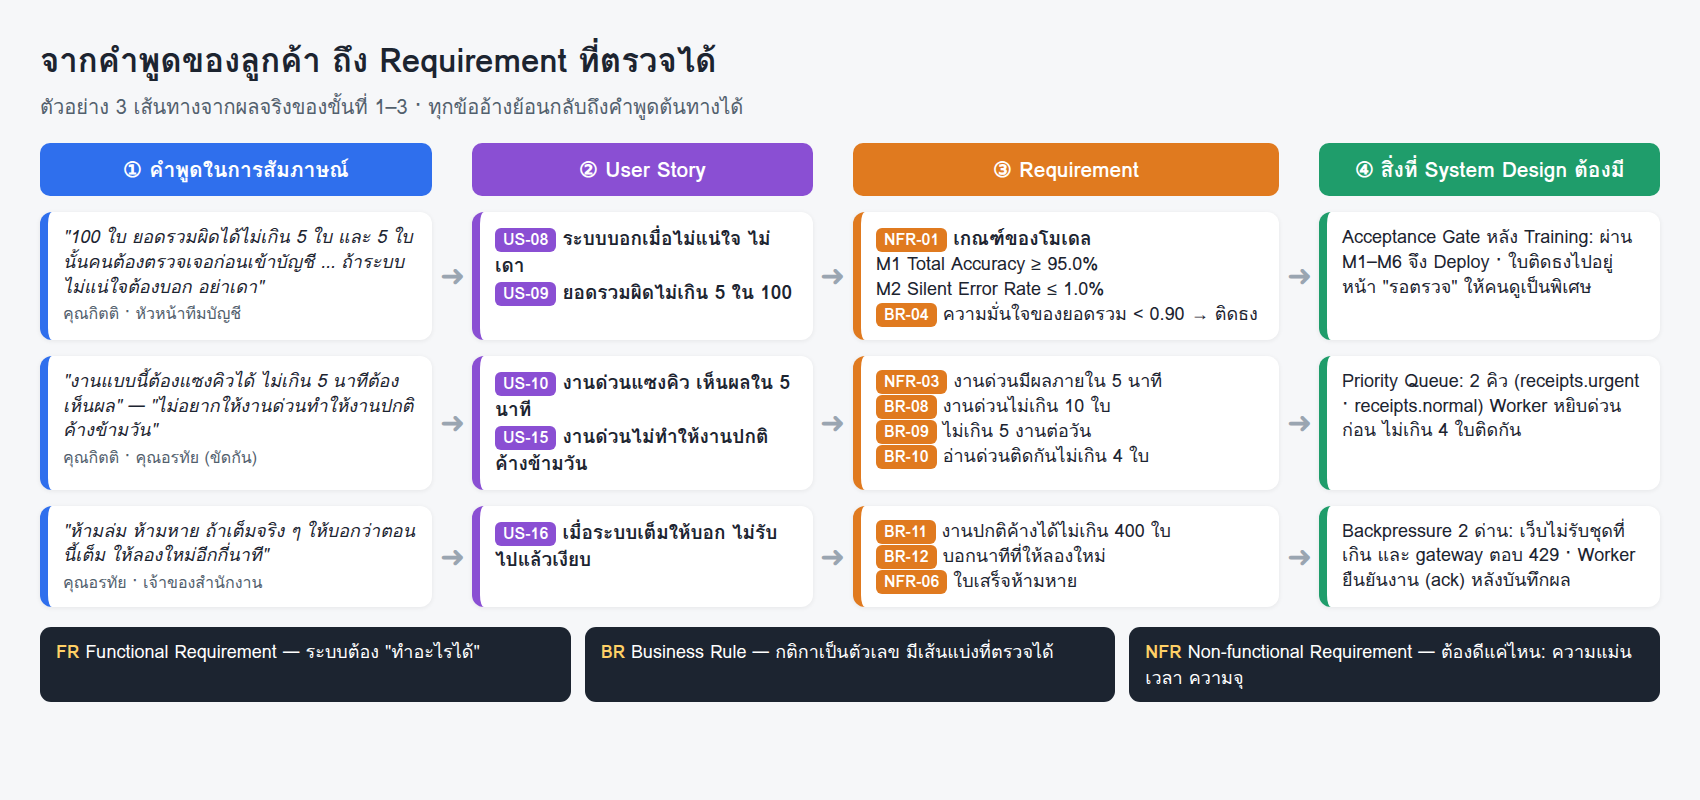 จากคำพูดของลูกค้า ถึง Requirement ที่ตรวจได้
ตัวอย่าง 3 เส้นทางจากผลจริงของขั้นที่ 1–3 · ทุกข้ออ้างย้อนกลับถึงคำพูดต้นทางได้
① คำพูดในการสัมภาษณ์
② User Story
③ Requirement
④ สิ่งที่ System Design ต้องมี
"100 ใบ ยอดรวมผิดได้ไม่เกิน 5 ใบ และ 5 ใบ
นั้นคนต้องตรวจเจอก่อนเข้าบัญชี ... ถ้าระบบ
ไม่แน่ใจต้องบอก อย่าเดา"
คุณกิตติ · หัวหน้าทีมบัญชี
➜
US-08 ระบบบอกเมื่อไม่แน่ใจ ไม่
เดา
US-09 ยอดรวมผิดไม่เกิน 5 ใน 100
➜
NFR-01 เกณฑ์ของโมเดล
M1 Total Accuracy ≥ 95.0%
M2 Silent Error Rate ≤ 1.0%
BR-04 ความมั่นใจของยอดรวม < 0.90 → ติดธง
➜
Acceptance Gate หลัง Training: ผ่าน
M1–M6 จึง Deploy · ใบติดธงไปอยู่
หน้า "รอตรวจ" ให้คนดูเป็นพิเศษ
"งานแบบนี้ต้องแซงคิวได้ ไม่เกิน 5 นาทีต้อง
เห็นผล" — "ไม่อยากให้งานด่วนทำให้งานปกติ
ค้างข้ามวัน"
คุณกิตติ · คุณอรทัย (ขัดกัน)
➜
US-10 งานด่วนแซงคิว เห็นผลใน 5
นาที
US-15 งานด่วนไม่ทำให้งานปกติ
ค้างข้ามวัน
➜
NFR-03 งานด่วนมีผลภายใน 5 นาที
BR-08 งานด่วนไม่เกิน 10 ใบ
BR-09 ไม่เกิน 5 งานต่อวัน
BR-10 อ่านด่วนติดกันไม่เกิน 4 ใบ
➜
Priority Queue: 2 คิว (receipts.urgent
· receipts.normal) Worker หยิบด่วน
ก่อน ไม่เกิน 4 ใบติดกัน
"ห้ามล่ม ห้ามหาย ถ้าเต็มจริง ๆ ให้บอกว่าตอน
นี้เต็ม ให้ลองใหม่อีกกี่นาที"
คุณอรทัย · เจ้าของสำนักงาน
➜
US-16 เมื่อระบบเต็มให้บอก ไม่รับ
ไปแล้วเงียบ
➜
BR-11 งานปกติค้างได้ไม่เกิน 400 ใบ
BR-12 บอกนาทีที่ให้ลองใหม่
NFR-06 ใบเสร็จห้ามหาย
➜
Backpressure 2 ด่าน: เว็บไม่รับชุดที่
เกิน และ gateway ตอบ 429 · Worker
ยืนยันงาน (ack) หลังบันทึกผล
FR Functional Requirement — ระบบต้อง "ทำอะไรได้"
BR Business Rule — กติกาเป็นตัวเลข มีเส้นแบ่งที่ตรวจได้
NFR Non-functional Requirement — ต้องดีแค่ไหน: ความแม่น
เวลา ความจุ